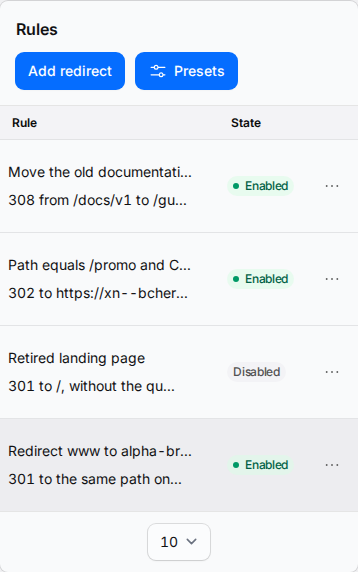 Rules
Add redirect
Presets
Rule State
Move the old documentati...
308 from /docs/v1 to /gu...
Enabled
Path equals /promo and C...
302 to https://xn--bcher...
Enabled
Retired landing page
301 to /, without the qu...
Disabled
Redirect www to alpha-br...
301 to the same path on...
Enabled
10